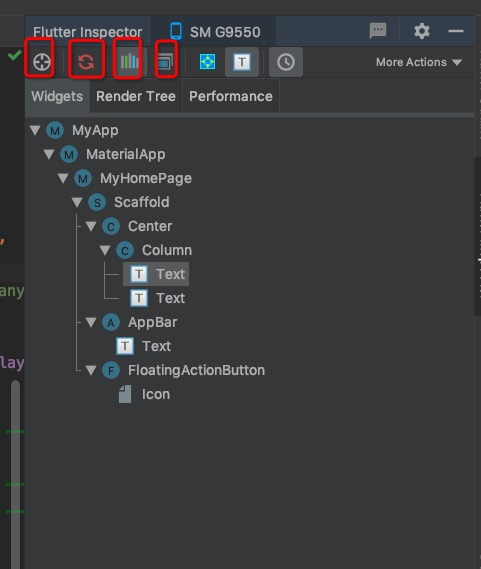 Flutter Inspector SM G9550
T More Actions
Widgets Render Tree Performance
M MyApp
M MaterialApp
M MyHomePage
S Scaffold
C Center
C Column
T Text
any T Text
A AppBar
T Text
lay F FloatingActionButton
Icon